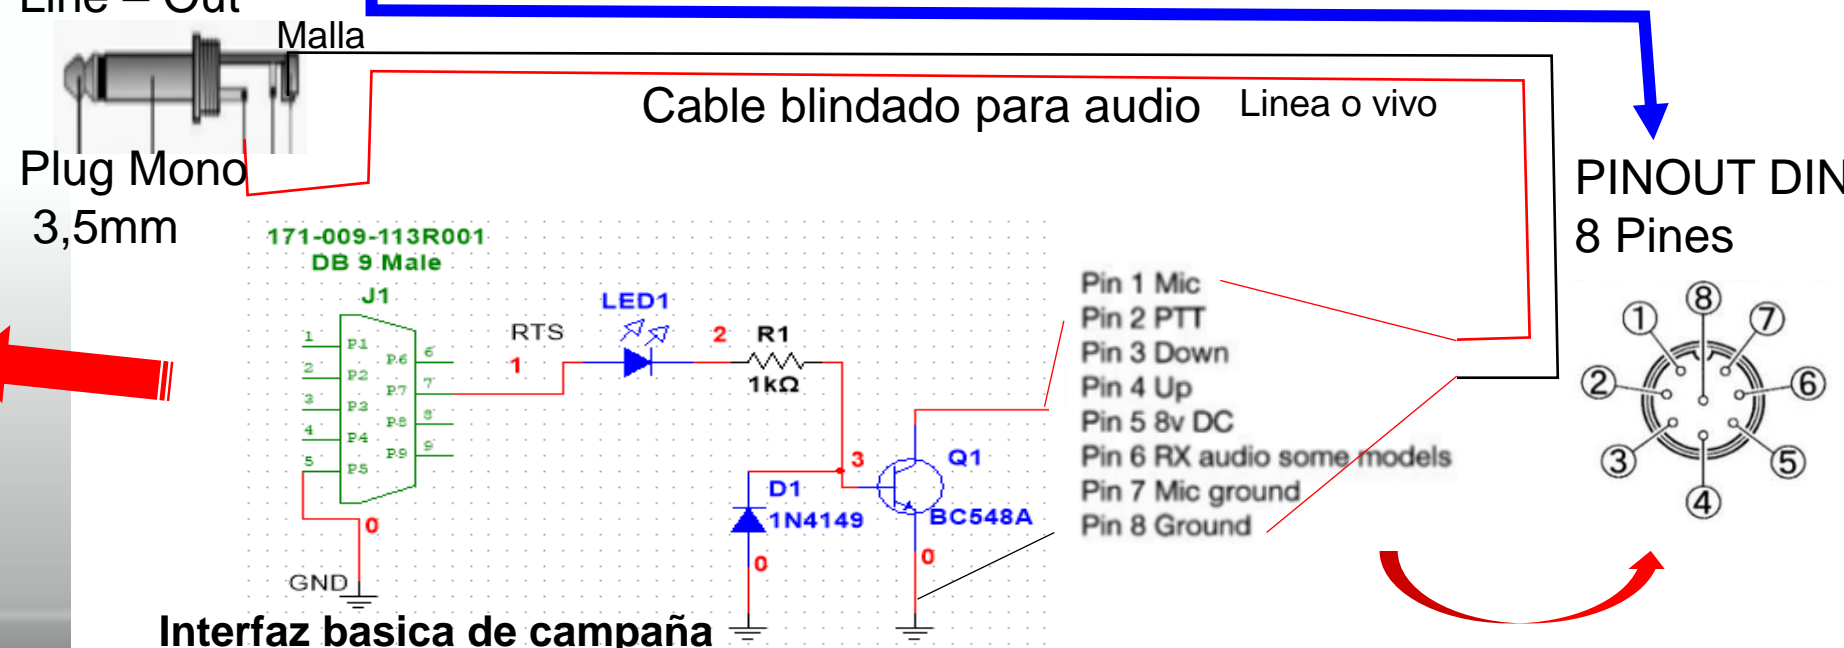 Line – Out
Malla
Cable blindado para audio
Linea o vivo
Plug Mono
3,5mm
PINOUT DIN
8 Pines
171-009-113R001
DB 9 Male
J1
1
2
3
4
5
P1
P2
P3
P4
P5
P6
P7
P8
P9
6
7
8
9
RTS
1
LED1
2
R1
1kΩ
3
Q1
BC548A
D1
1N4149
0
0
0
GND
Pin 1 Mic
Pin 2 PTT
Pin 3 Down
Pin 4 Up
Pin 5 8v DC
Pin 6 RX audio some models
Pin 7 Mic ground
Pin 8 Ground
8
1
7
2
6
3
5
4
Interfaz basica de campaña